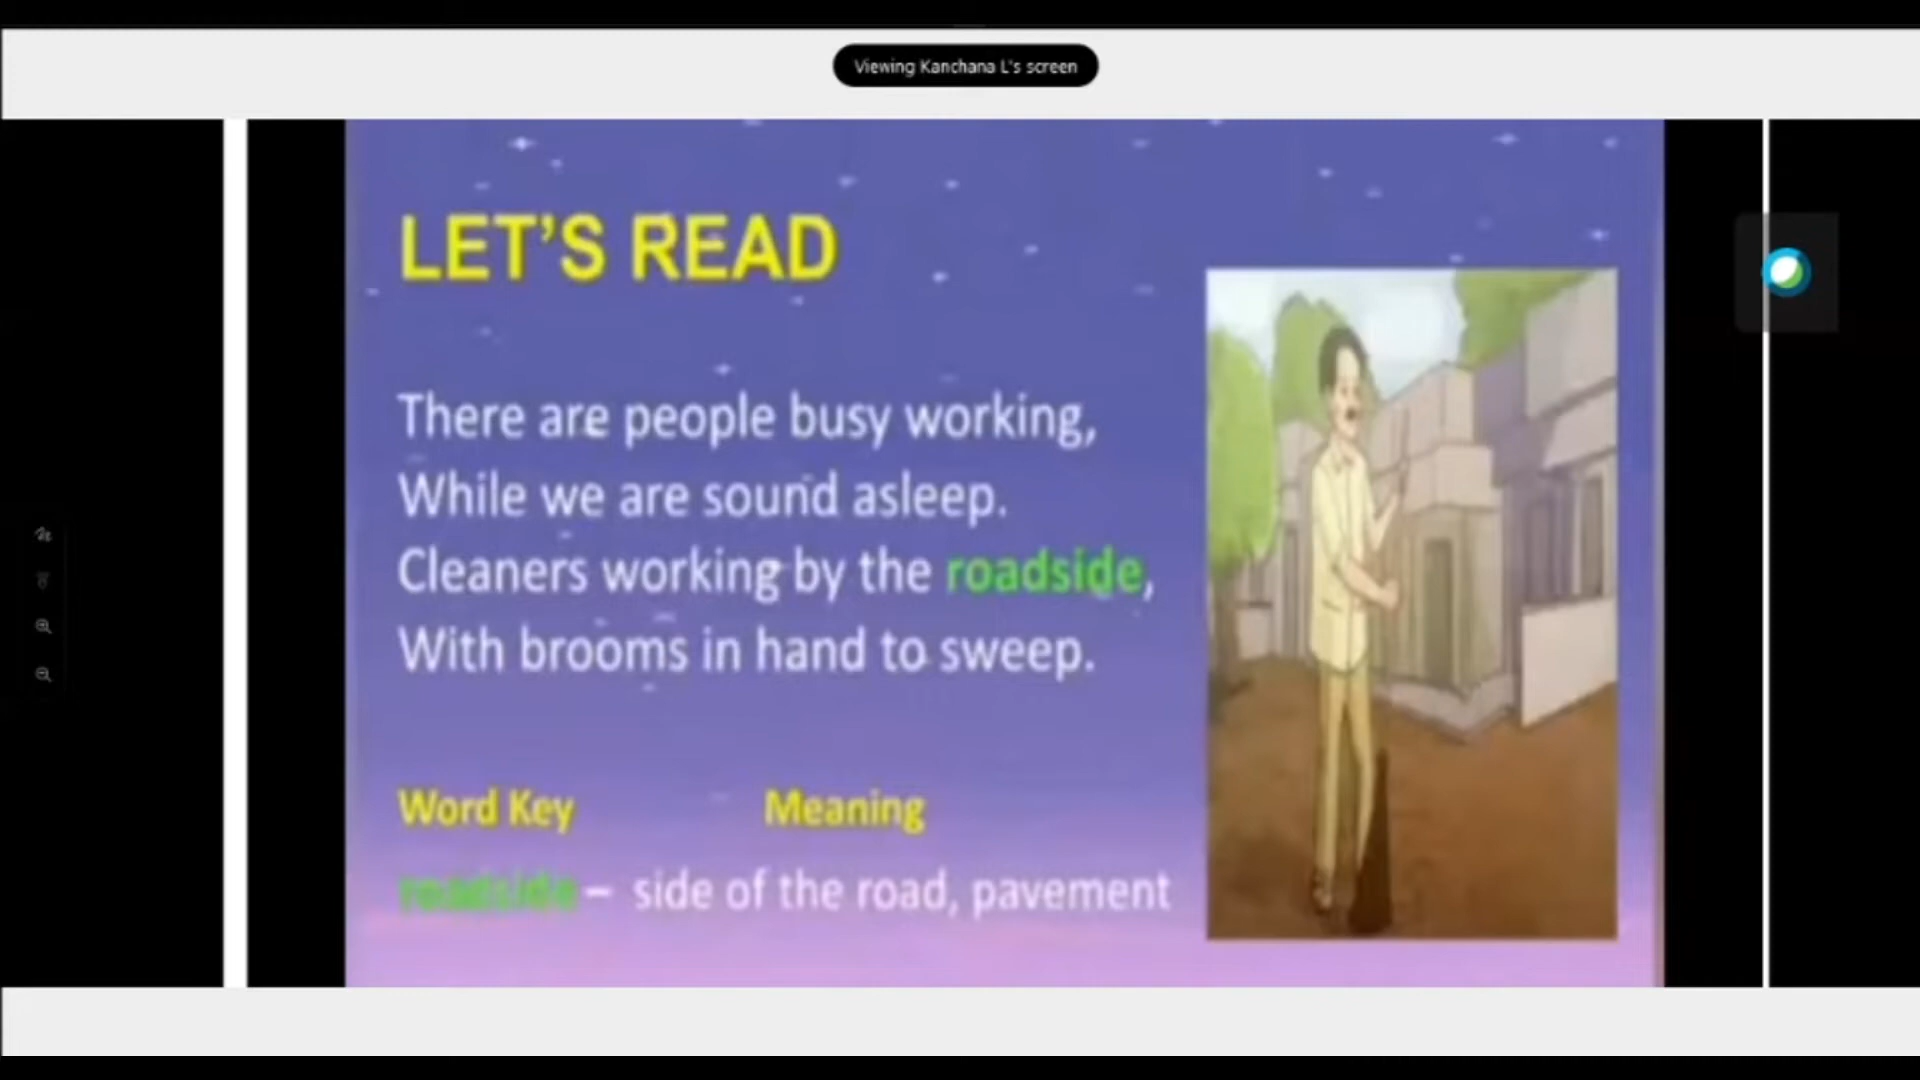 Viewing Kanchana L's screen
LET'S READ
There are people busy working,
While we are sound asleep.
Cleaners working by the roadside,
With brooms in hand to sweep.
Word Key Meaning
roadside – side of the road, pavement